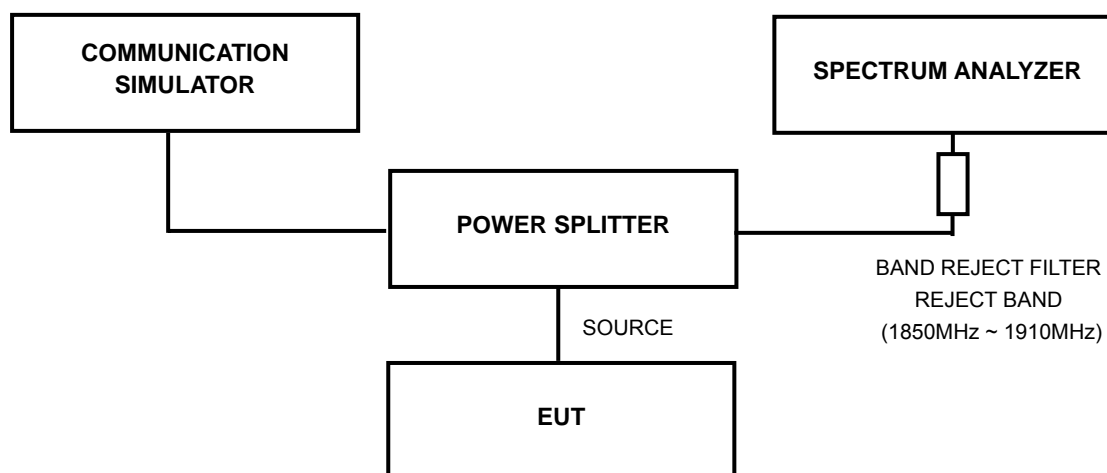 COMMUNICATION
SIMULATOR
SPECTRUM ANALYZER
POWER SPLITTER
BAND REJECT FILTER
REJECT BAND
(1850MHz ~ 1910MHz)
SOURCE
EUT